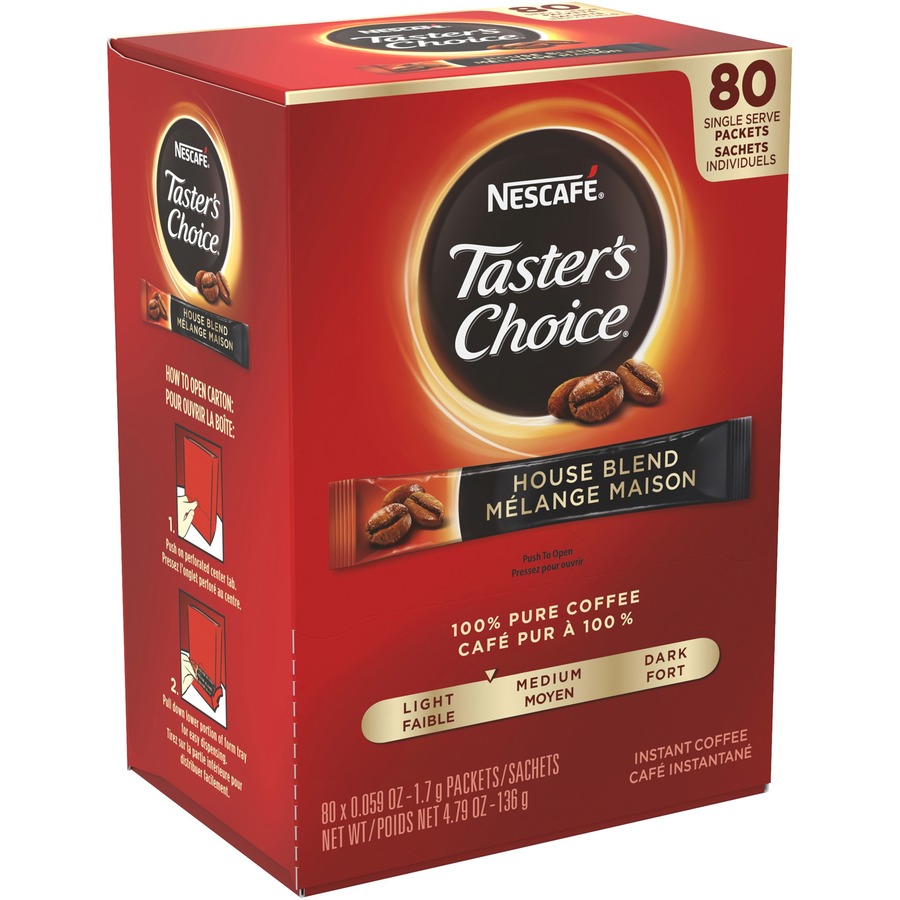 NESCAFÉ
Taster's Choice
80
SINGLE SERVE
PACKETS
SACHETS
INDIVIDUELS
NESCAFÉ®
Taster's
Choice®
HOUSE BLEND
MÉLANGE MAISON
Push To Open
Pressez pour ouvrir
100% PURE COFFEE
CAFÉ PUR À 100 %
LIGHT
FAIBLE
MEDIUM
MOYEN
DARK
FORT
INSTANT COFFEE
CAFÉ INSTANTANÉ
80 x 0.059 OZ – 1.7 g PACKETS/SACHETS
NET WT/POIDS NET 4.79 OZ – 136 g
NESCAFÉ
Taster's
Choice
HOUSE BLEND
MÉLANGE MAISON
HOW TO OPEN CARTON:
POUR OUVRIR LA BOÎTE:
1.
Push on perforated center tab.
Pressez l'onglet perforé au centre.
2.
Pull down lower portion of form tray
for easy dispensing.
Tirez sur la partie inférieure pour
distribuer facilement.